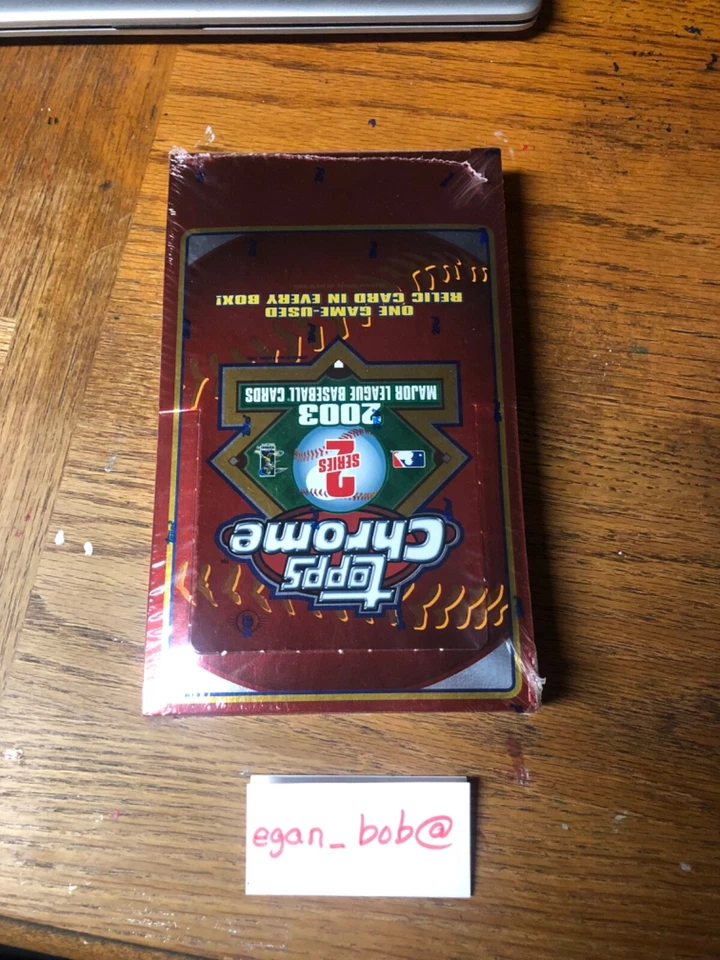 topps
Chrome
SERIES
2
2003
MAJOR LEAGUE BASEBALL CARDS
ONE GAME-USED
RELIC CARD IN EVERY BOX!
egan_bob@